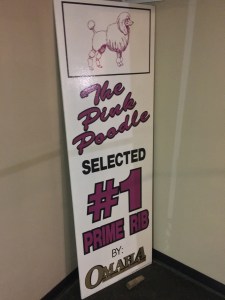 The
Pink
Poodle
SELECTED
#1
PRIME RIB
BY:
OMAHA